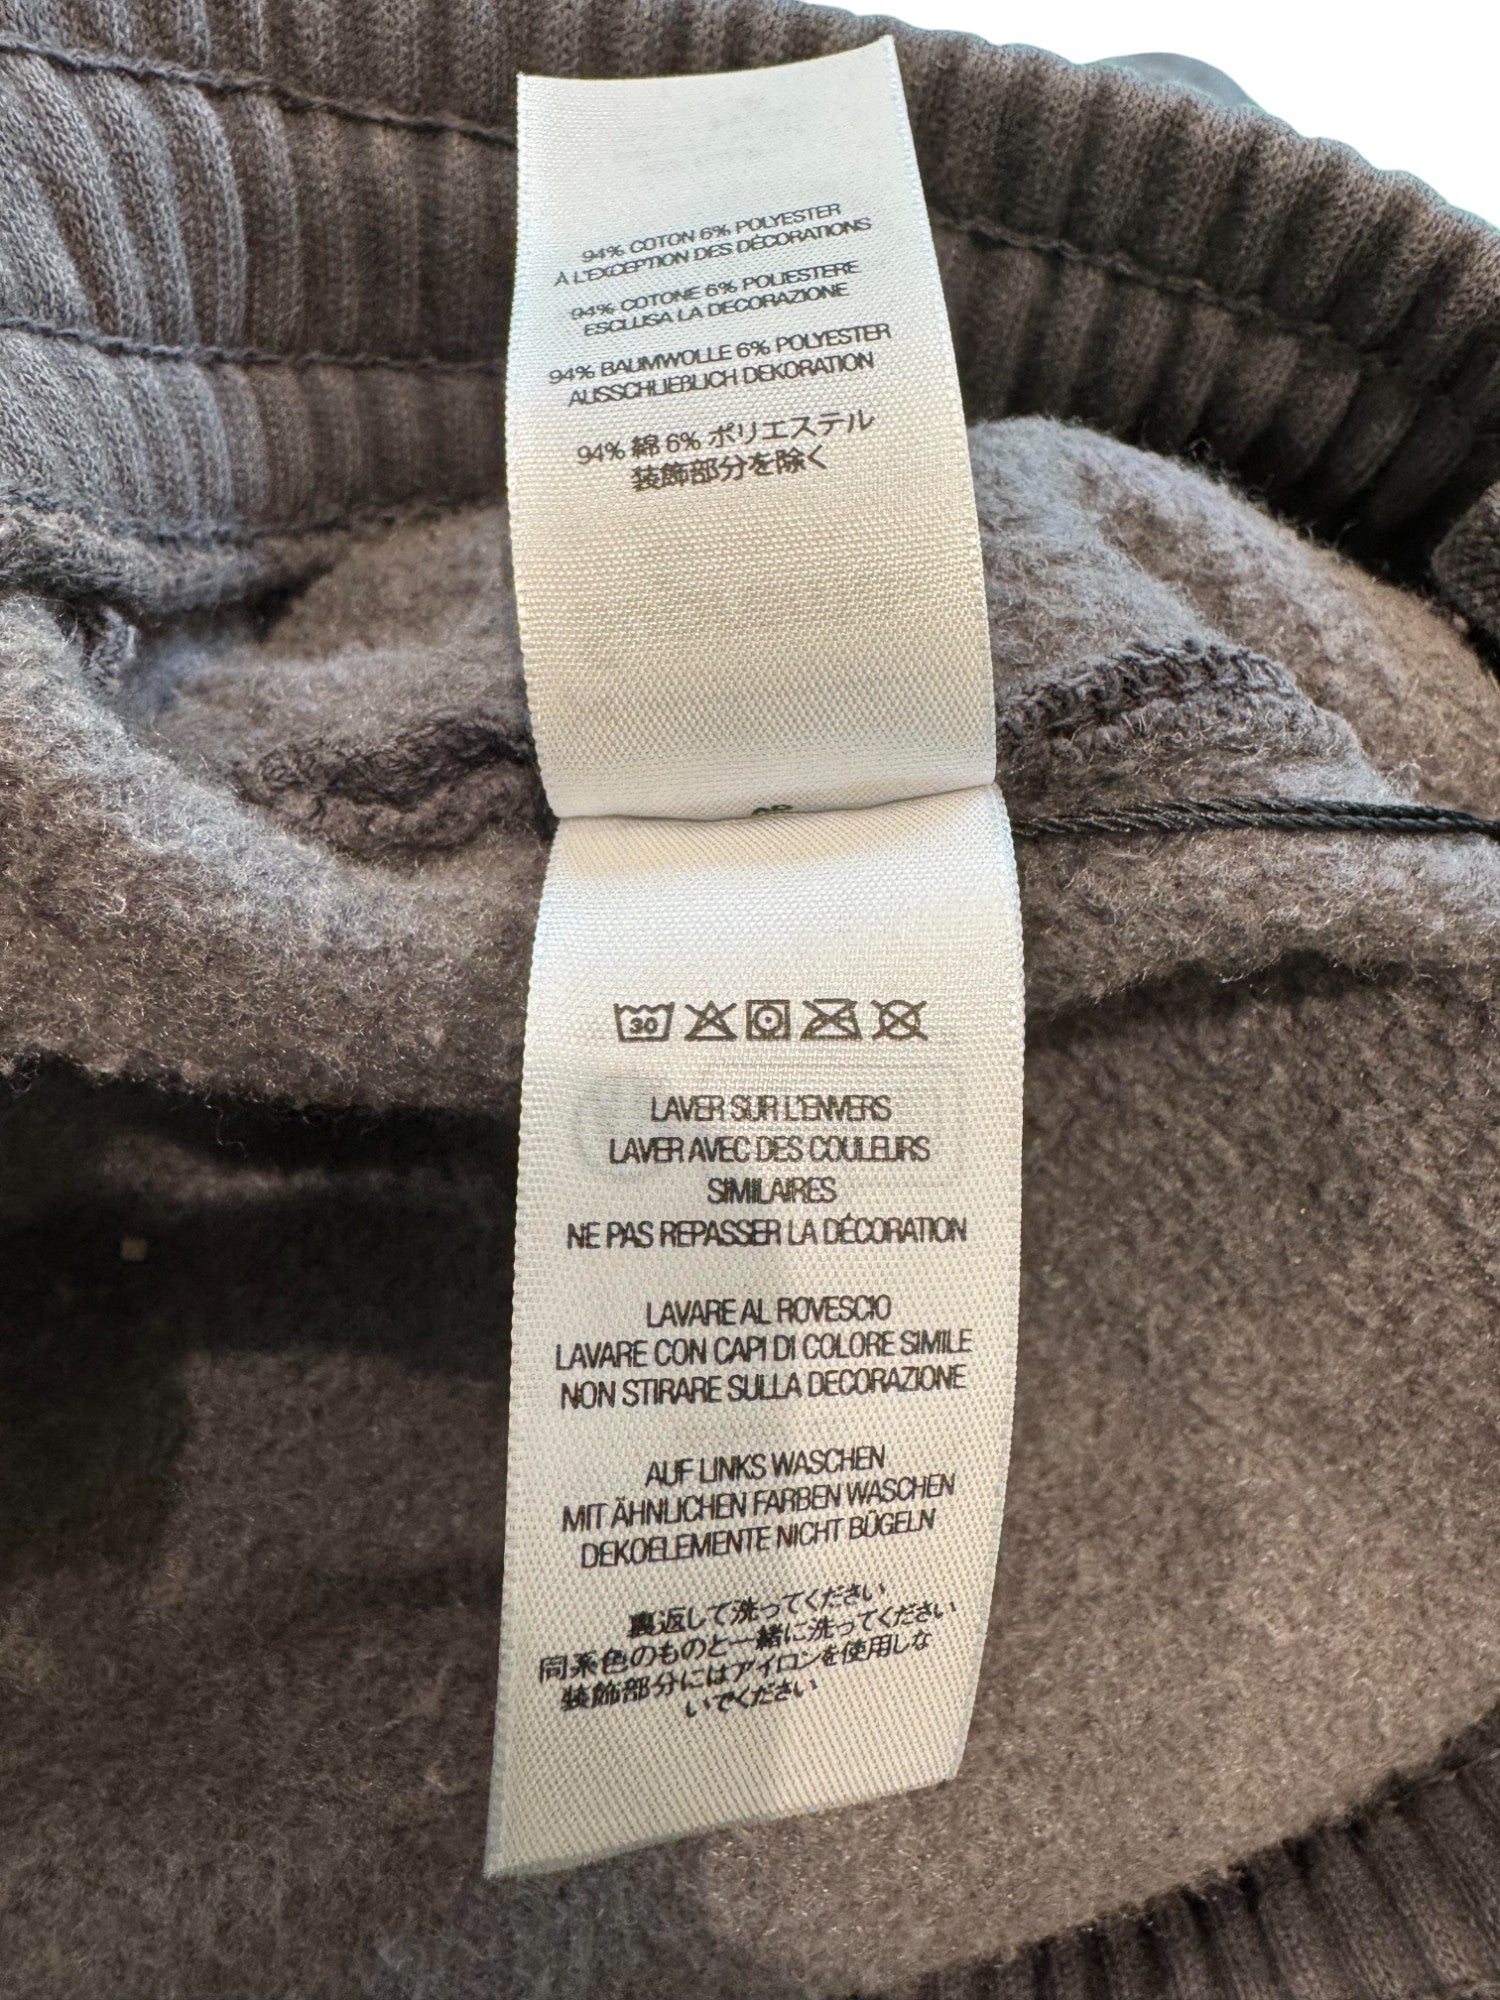 94% COTON 6% POLYESTER
À L'EXCEPTION DES DÉCORATIONS
94% COTONE 6% POLIESTERE
ESCLUSA LA DECORAZIONE
94% BAUMWOLLE 6% POLYESTER
AUSSCHLIEBLICH DEKORATION
94% 綿 6% ポリエステル
装飾部分を除く
30
LAVER SUR L'ENVERS
LAVER AVEC DES COULEURS
SIMILAIRES
NE PAS REPASSER LA DÉCORATION
LAVARE AL ROVESCIO
LAVARE CON CAPI DI COLORE SIMILE
NON STIRARE SULLA DECORAZIONE
AUF LINKS WASCHEN
MIT ÄHNLICHEN FARBEN WASCHEN
DEKOELEMENTE NICHT BÜGELN
裏返して洗ってください
同系色のものと一緒に洗ってください
装飾部分にはアイロンを使用しな
いでください